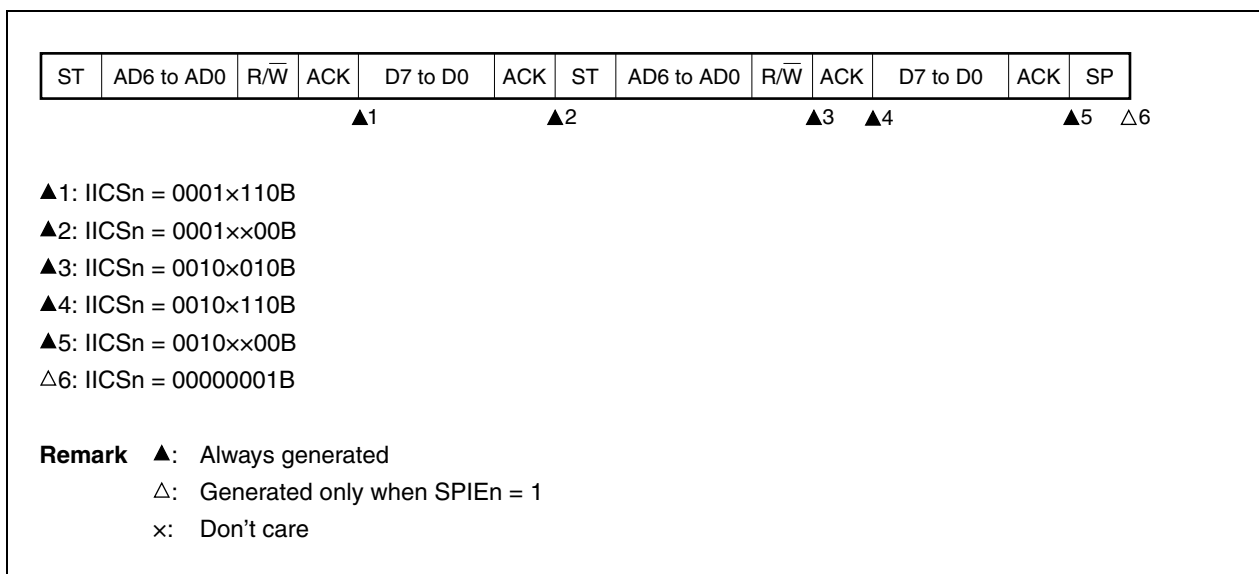 ST AD6 to AD0 R/W̅ ACK D7 to D0 ACK ST AD6 to AD0 R/W̅ ACK D7 to D0 ACK SP
▲1 ▲2 ▲3 ▲4 ▲5 △6
▲1: IICSn = 0001×110B
▲2: IICSn = 0001××00B
▲3: IICSn = 0010×010B
▲4: IICSn = 0010×110B
▲5: IICSn = 0010××00B
△6: IICSn = 00000001B
Remark ▲: Always generated
△: Generated only when SPIEn = 1
×: Don't care